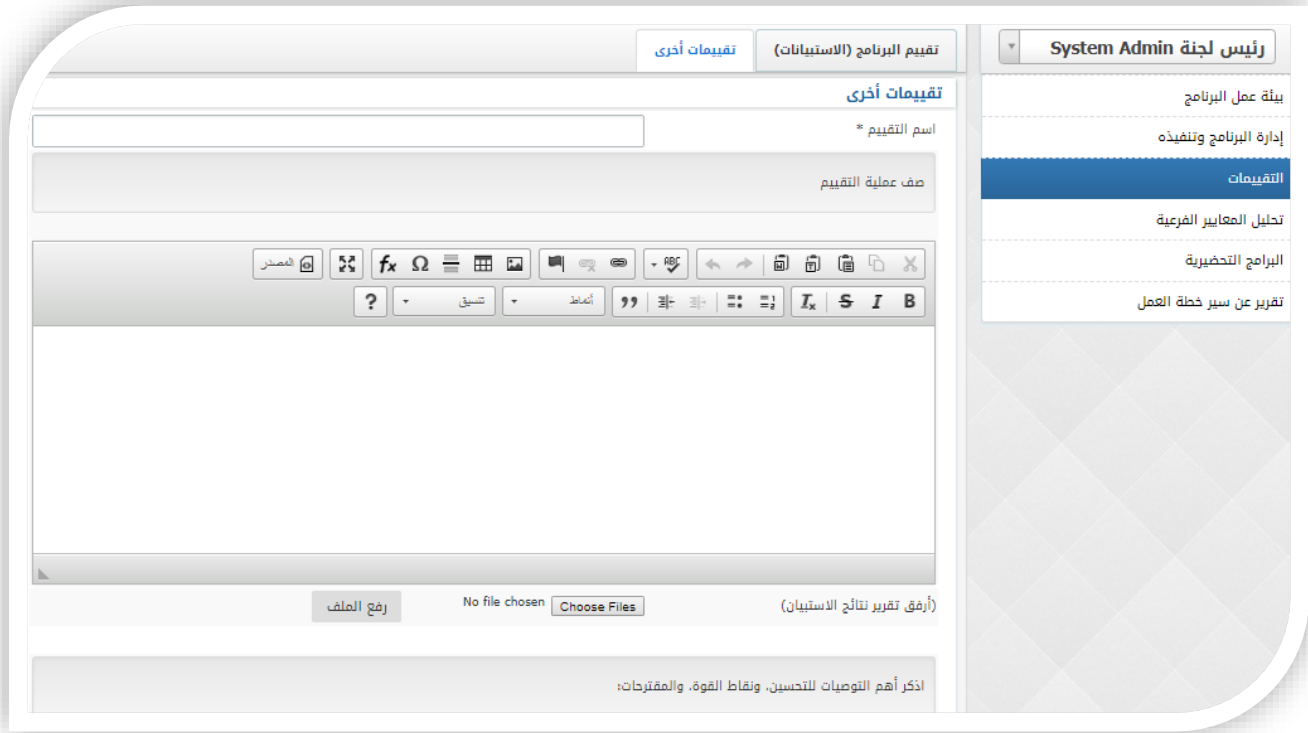 رئيس لجنة System Admin
بيئة عمل البرنامج
إدارة البرنامج وتنفيذه
التقييمات
تحليل المعايير الفرعية
البرامج التحضيرية
تقرير عن سير خطة العمل
تقييم البرنامج (الاستبيانات)
تقييمات أخرى
تقييمات أخرى
اسم التقييم *
صف عملية التقييم
المصدر
أنماط
تنسيق
(أرفق تقرير نتائج الاستبيان)
Choose Files No file chosen
رفع الملف
اذكر أهم التوصيات للتحسين، ونقاط القوة، والمقترحات: